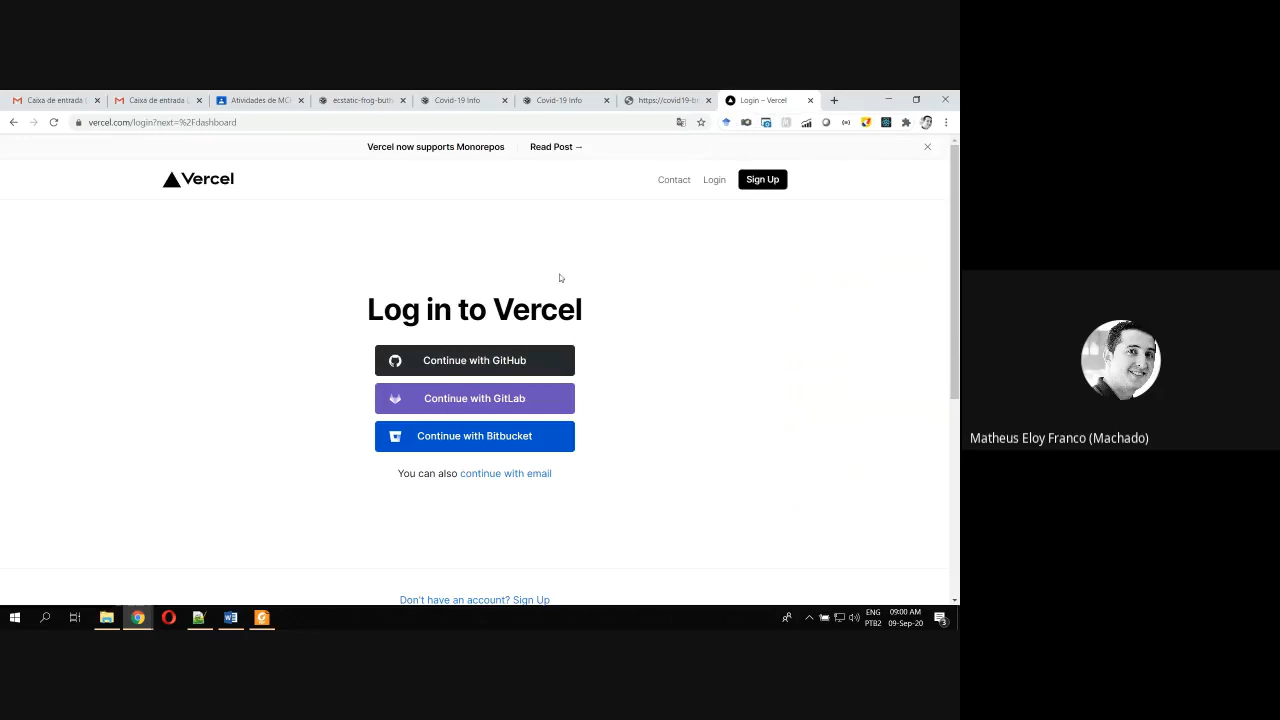 Caixa de entrada (
Caixa de entrada (
Atividades de MC
ecstatic-frog-buth
Covid-19 Info
Covid-19 Info
https://covid19-br
Login – Vercel
vercel.com/login?next=%2Fdashboard
Vercel now supports Monorepos
Read Post →
Vercel
Contact
Login
Sign Up
Log in to Vercel
Continue with GitHub
Continue with GitLab
Continue with Bitbucket
You can also continue with email
Don't have an account? Sign Up
Matheus Eloy Franco (Machado)
ENG
PTB2
09:00 AM
09-Sep-20
3